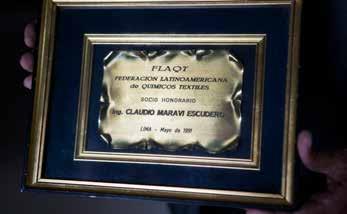 FLAQT
FEDERACION LATINOAMERICANA
de QUIMICOS TEXTILES
SOCIO HONORARIO
Ing. CLAUDIO MARAVI ESCUDERO
LIMA - Mayo de 1991